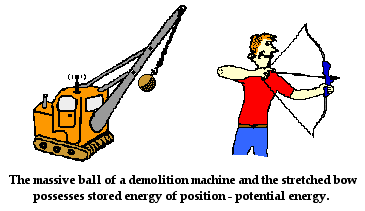 The massive ball of a demolition machine and the stretched bow
possesses stored energy of position - potential energy.